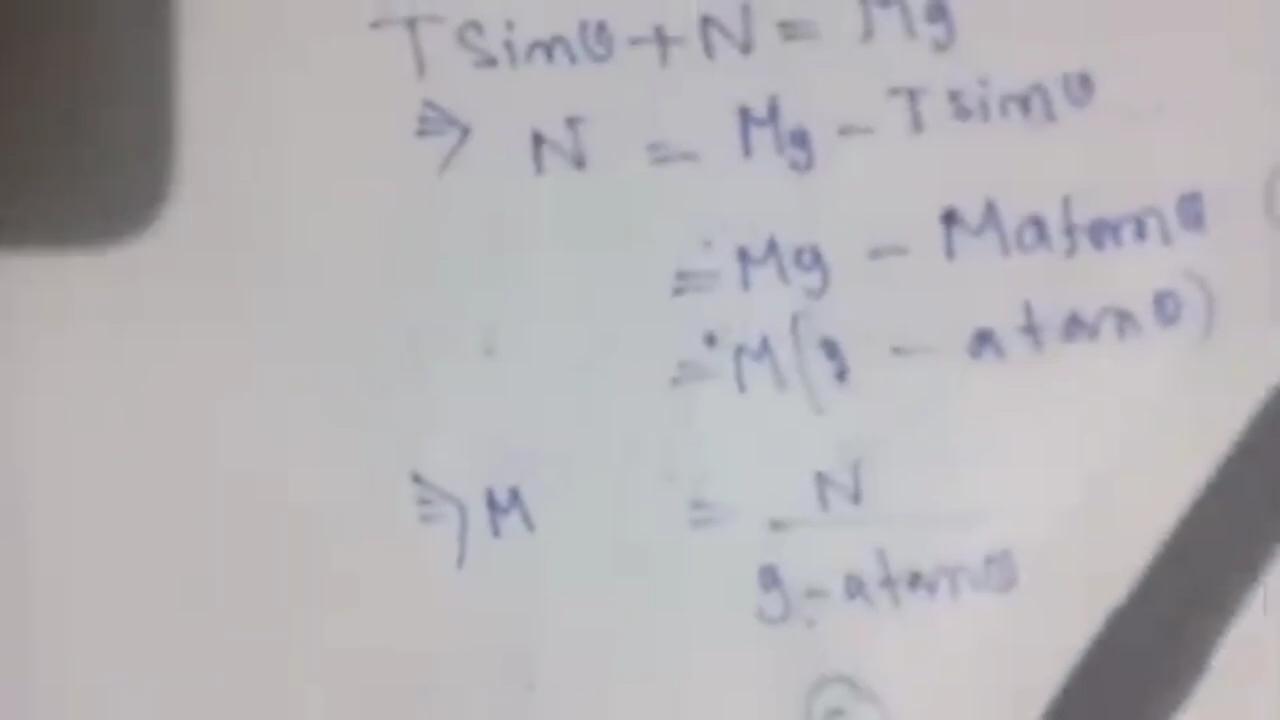 T sinθ + N = Mg
⇒ N = Mg - T sinθ
= Mg - Ma tanθ
= M(g - a tanθ)
⇒ M = N / g - a tanθ